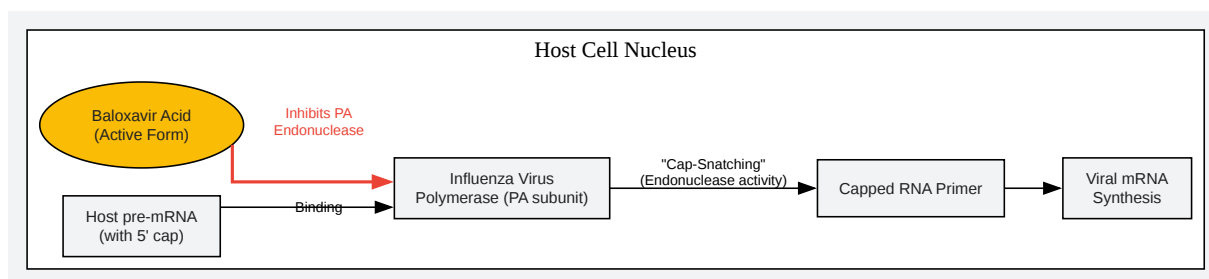 Host Cell Nucleus
Baloxavir Acid
(Active Form)
Inhibits PA
Endonuclease
Host pre-mRNA
(with 5' cap)
Binding
Influenza Virus
Polymerase (PA subunit)
"Cap-Snatching"
(Endonuclease activity)
Capped RNA Primer
Viral mRNA
Synthesis